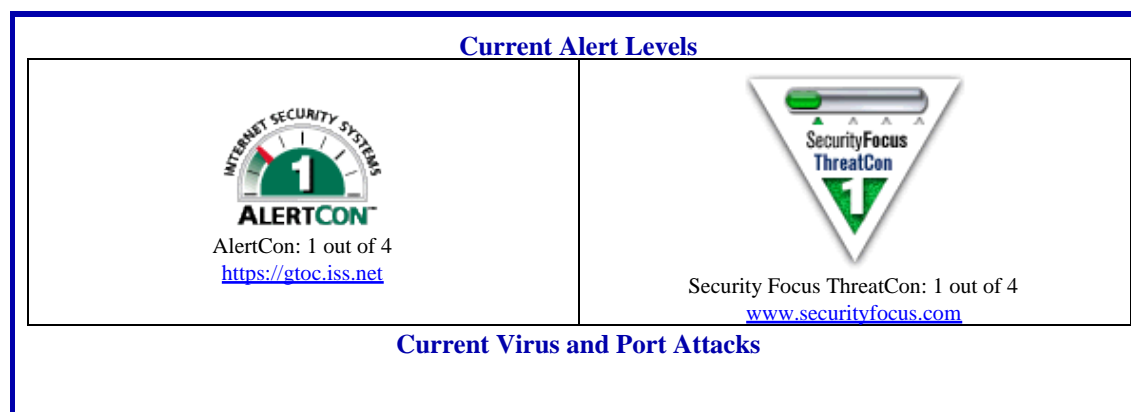 Current Alert Levels
INTERNET SECURITY SYSTEMS
1
ALERTCON™
AlertCon: 1 out of 4
https://gtoc.iss.net
SecurityFocus
ThreatCon
1
Security Focus ThreatCon: 1 out of 4
www.securityfocus.com
Current Virus and Port Attacks